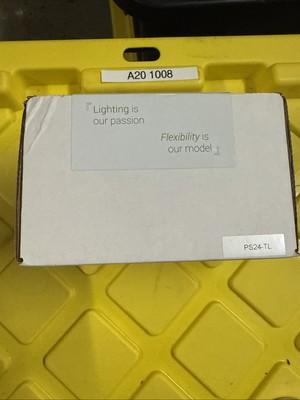 A20 1008
『Lighting is
our passion
Flexibility is
our model 』
PS24-TL